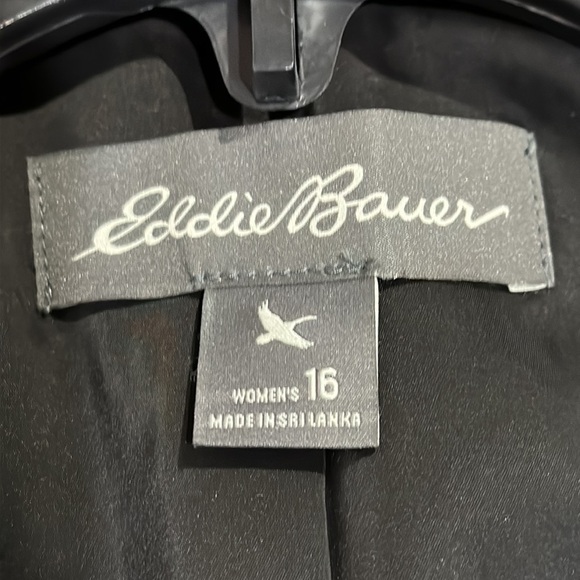 Eddie Bauer
WOMEN'S 16
MADE IN SRI LANKA